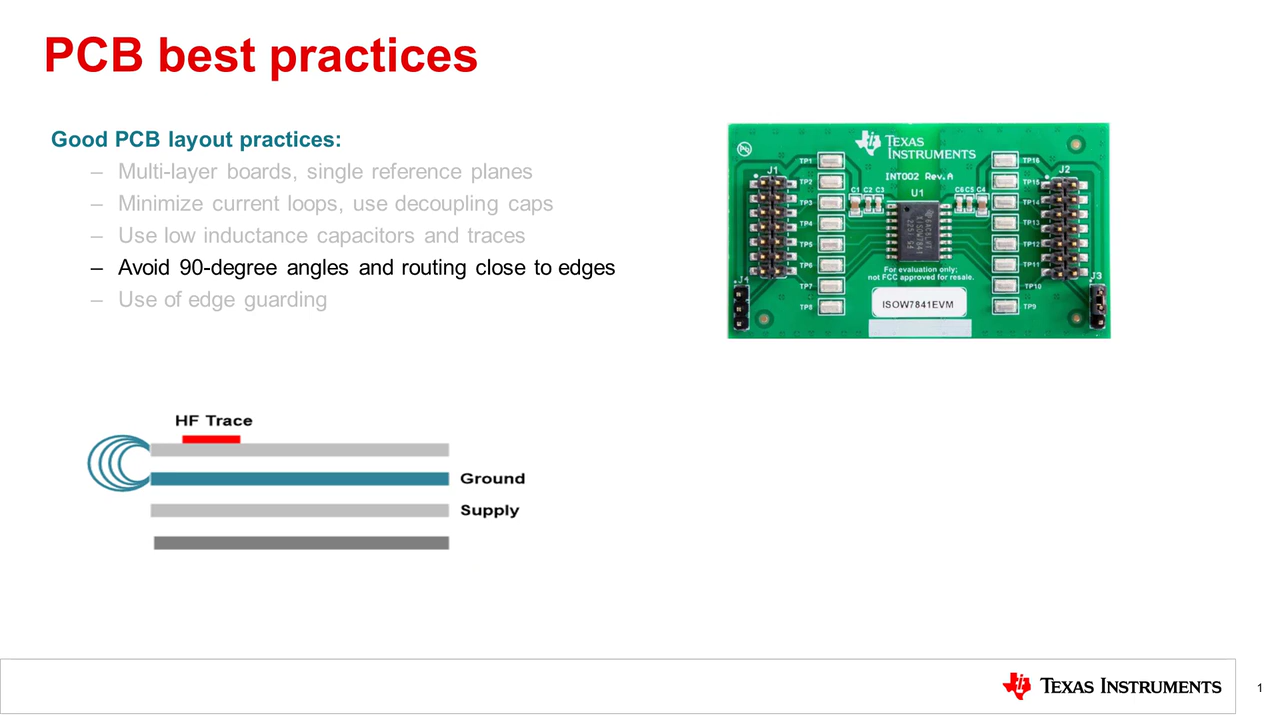 PCB best practices
Good PCB layout practices:
– Multi-layer boards, single reference planes
– Minimize current loops, use decoupling caps
– Use low inductance capacitors and traces
– Avoid 90-degree angles and routing close to edges
– Use of edge guarding
TEXAS INSTRUMENTS
INT002 Rev.A
J1
J2
U1
TP1
TP2
TP3
TP4
TP5
TP6
TP7
TP8
C1 C2 C3
C6 C5 C4
TP16
TP15
TP14
TP13
TP12
TP11
TP10
TP9
J4
J3
For evaluation only;
not FCC approved for resale.
ISOW7841EVM
HF Trace
Ground
Supply
TEXAS INSTRUMENTS
1